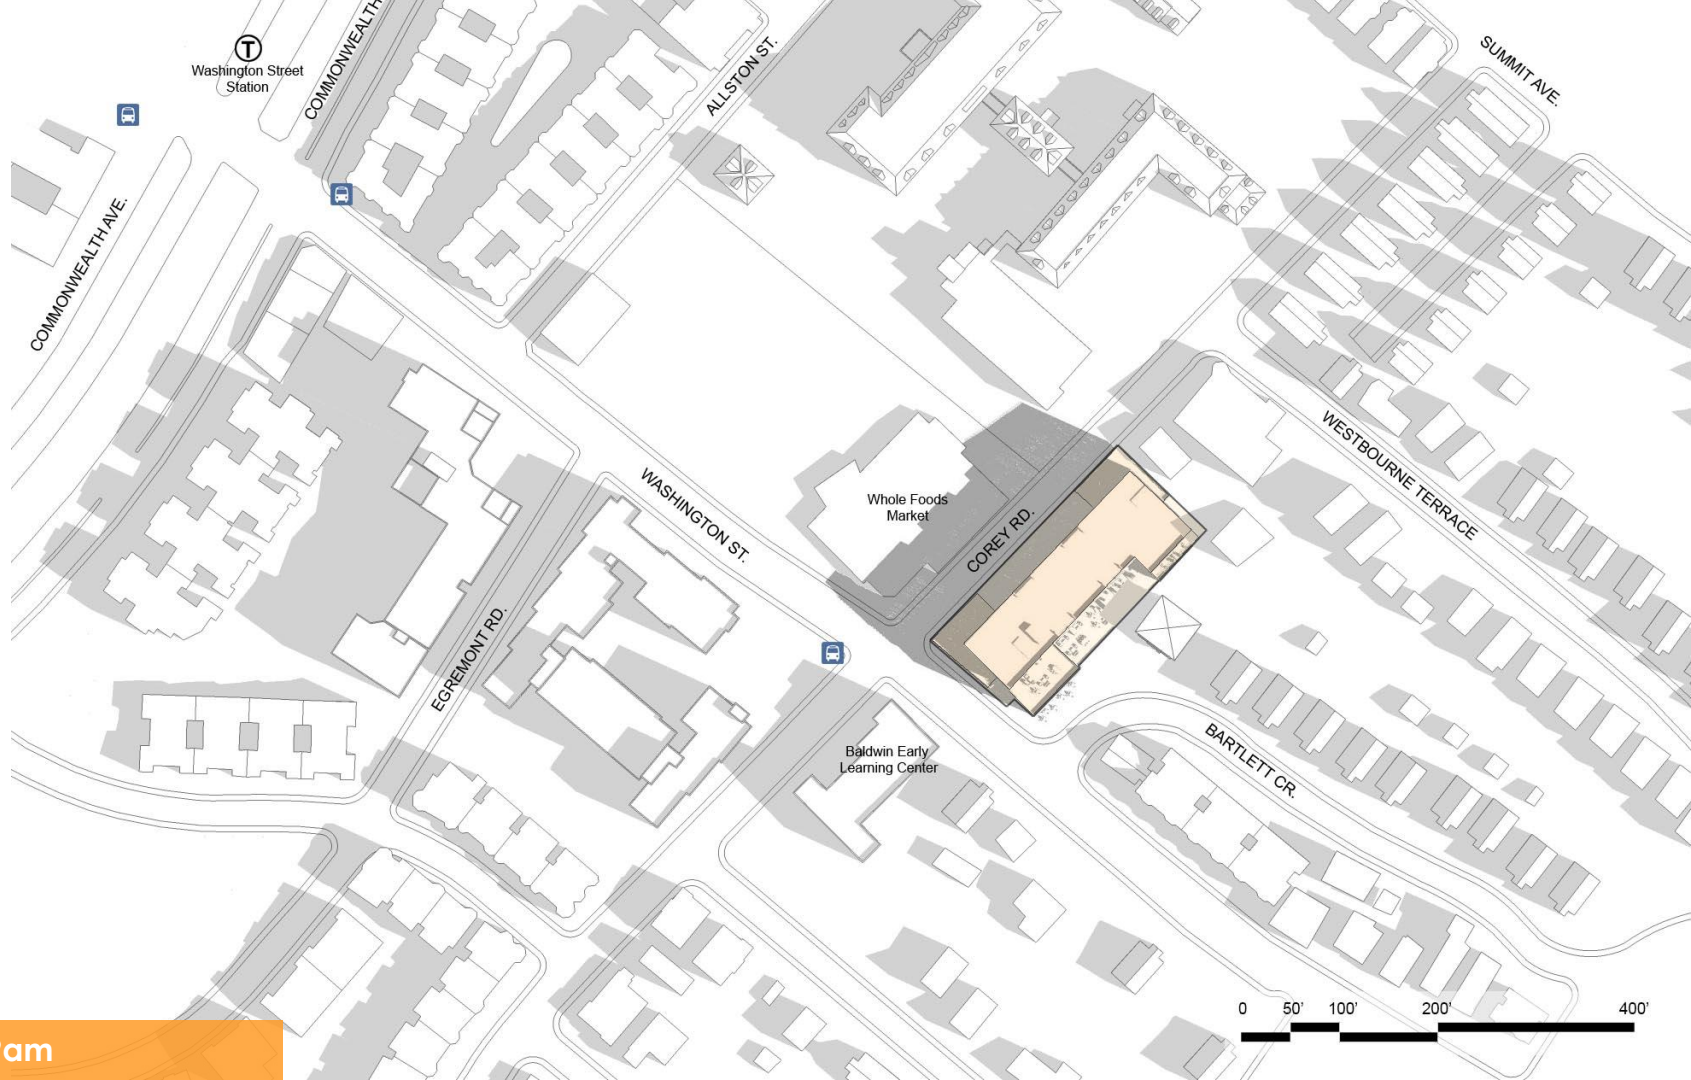 T
Washington Street
Station
COMMONWEALTH
ALLSTON ST.
SUMMIT AVE.
COMMONWEALTH AVE.
WESTBOURNE TERRACE
WASHINGTON ST.
Whole Foods
Market
COREY RD.
EGREMONT RD.
Baldwin Early
Learning Center
BARTLETT CR.
0 50' 100' 200' 400'
am